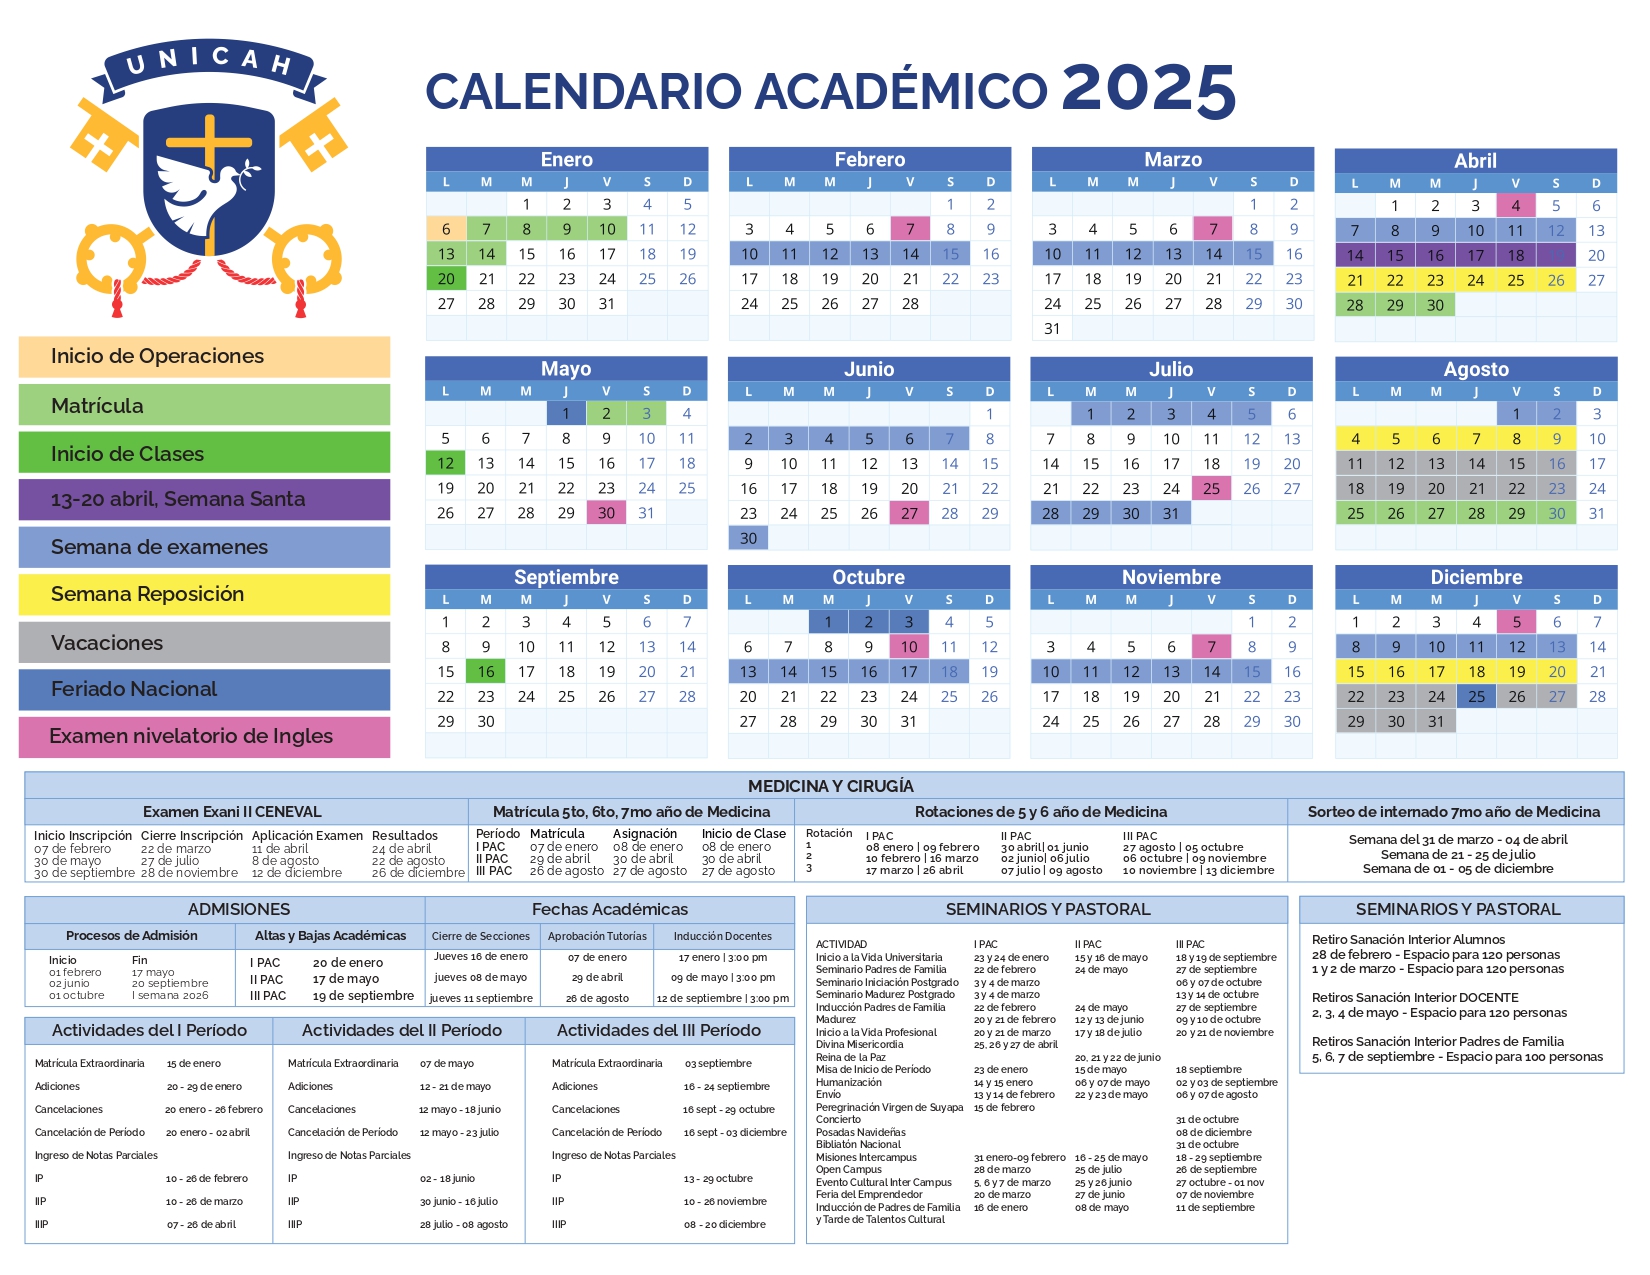 UNICAH
CALENDARIO ACADÉMICO 2025
Enero
L M M J V S D
1 2 3 4 5
6 7 8 9 10 11 12
13 14 15 16 17 18 19
20 21 22 23 24 25 26
27 28 29 30 31
Febrero
L M M J V S D
1 2
3 4 5 6 7 8 9
10 11 12 13 14 15 16
17 18 19 20 21 22 23
24 25 26 27 28
Marzo
L M M J V S D
1 2
3 4 5 6 7 8 9
10 11 12 13 14 15 16
17 18 19 20 21 22 23
24 25 26 27 28 29 30
31
Abril
L M M J V S D
1 2 3 4 5 6
7 8 9 10 11 12 13
14 15 16 17 18 19 20
21 22 23 24 25 26 27
28 29 30
Inicio de Operaciones
Matrícula
Inicio de Clases
13-20 abril, Semana Santa
Semana de examenes
Semana Reposición
Vacaciones
Feriado Nacional
Examen nivelatorio de Ingles
Mayo
L M M J V S D
1 2 3 4
5 6 7 8 9 10 11
12 13 14 15 16 17 18
19 20 21 22 23 24 25
26 27 28 29 30 31
Junio
L M M J V S D
1
2 3 4 5 6 7 8
9 10 11 12 13 14 15
16 17 18 19 20 21 22
23 24 25 26 27 28 29
30
Julio
L M M J V S D
1 2 3 4 5 6
7 8 9 10 11 12 13
14 15 16 17 18 19 20
21 22 23 24 25 26 27
28 29 30 31
Agosto
L M M J V S D
1 2 3
4 5 6 7 8 9 10
11 12 13 14 15 16 17
18 19 20 21 22 23 24
25 26 27 28 29 30 31
Septiembre
L M M J V S D
1 2 3 4 5 6 7
8 9 10 11 12 13 14
15 16 17 18 19 20 21
22 23 24 25 26 27 28
29 30
Octubre
L M M J V S D
1 2 3 4 5
6 7 8 9 10 11 12
13 14 15 16 17 18 19
20 21 22 23 24 25 26
27 28 29 30 31
Noviembre
L M M J V S D
1 2
3 4 5 6 7 8 9
10 11 12 13 14 15 16
17 18 19 20 21 22 23
24 25 26 27 28 29 30
Diciembre
L M M J V S D
1 2 3 4 5 6 7
8 9 10 11 12 13 14
15 16 17 18 19 20 21
22 23 24 25 26 27 28
29 30 31
MEDICINA Y CIRUGÍA
Examen Exani II CENEVAL
Inicio Inscripción Cierre Inscripción Aplicación Examen Resultados
07 de febrero 22 de marzo 11 de abril 24 de abril
30 de mayo 27 de julio 8 de agosto 22 de agosto
30 de septiembre 28 de noviembre 12 de diciembre 26 de diciembre
Matrícula 5to, 6to, 7mo año de Medicina
Período Matrícula Asignación Inicio de Clase
I PAC 07 de enero 08 de enero 08 de enero
II PAC 29 de abril 30 de abril 30 de abril
III PAC 26 de agosto 27 de agosto 27 de agosto
Rotaciones de 5 y 6 año de Medicina
Rotación I PAC II PAC III PAC
1 08 enero | 09 febrero 30 abril| 01 junio 27 agosto | 05 octubre
2 10 febrero | 16 marzo 02 junio| 06 julio 06 octubre | 09 noviembre
3 17 marzo | 26 abril 07 julio | 09 agosto 10 noviembre | 13 diciembre
Sorteo de internado 7mo año de Medicina
Semana del 31 de marzo - 04 de abril
Semana de 21 - 25 de julio
Semana de 01 - 05 de diciembre
ADMISIONES
Procesos de Admisión
Inicio Fin
01 febrero 17 mayo
02 junio 20 septiembre
01 octubre I semana 2026
Altas y Bajas Académicas
I PAC 20 de enero
II PAC 17 de mayo
III PAC 19 de septiembre
Fechas Académicas
Cierre de Secciones Aprobación Tutorías Inducción Docentes
Jueves 16 de enero 07 de enero 17 enero | 3:00 pm
jueves 08 de mayo 29 de abril 09 de mayo | 3:00 pm
jueves 11 septiembre 26 de agosto 12 de septiembre | 3:00 pm
Actividades del I Período
Matrícula Extraordinaria 15 de enero
Adiciones 20 - 29 de enero
Cancelaciones 20 enero - 26 febrero
Cancelación de Período 20 enero - 02 abril
Ingreso de Notas Parciales
IP 10 - 26 de febrero
IIP 10 - 26 de marzo
IIIP 07 - 26 de abril
Actividades del II Período
Matrícula Extraordinaria 07 de mayo
Adiciones 12 - 21 de mayo
Cancelaciones 12 mayo - 18 junio
Cancelación de Período 12 mayo - 23 julio
Ingreso de Notas Parciales
IP 02 - 18 junio
IIP 30 junio - 16 julio
IIIP 28 julio - 08 agosto
Actividades del III Período
Matrícula Extraordinaria 03 septiembre
Adiciones 16 - 24 septiembre
Cancelaciones 16 sept - 29 octubre
Cancelación de Período 16 sept - 03 diciembre
Ingreso de Notas Parciales
IP 13 - 29 octubre
IIP 10 - 26 noviembre
IIIP 08 - 20 diciembre
SEMINARIOS Y PASTORAL
ACTIVIDAD I PAC II PAC III PAC
Inicio a la Vida Universitaria 23 y 24 de enero 15 y 16 de mayo 18 y 19 de septiembre
Seminario Padres de Familia 22 de febrero 24 de mayo 27 de septiembre
Seminario Iniciación Postgrado 3 y 4 de marzo 06 y 07 de octubre
Seminario Madurez Postgrado 3 y 4 de marzo 13 y 14 de octubre
Inducción Padres de Familia 22 de febrero 24 de mayo 27 de septiembre
Madurez 20 y 21 de febrero 12 y 13 de junio 09 y 10 de octubre
Inicio a la Vida Profesional 20 y 21 de marzo 17 y 18 de julio 20 y 21 de noviembre
Divina Misericordia 25, 26 y 27 de abril
Reina de la Paz 20, 21 y 22 de junio
Misa de Inicio de Período 23 de enero 15 de mayo 18 septiembre
Humanización 14 y 15 enero 06 y 07 de mayo 02 y 03 de septiembre
Envío 13 y 14 de febrero 22 y 23 de mayo 06 y 07 de agosto
Peregrinación Virgen de Suyapa 15 de febrero
Concierto 31 de octubre
Posadas Navideñas 08 de diciembre
Bibliatón Nacional 31 de octubre
Misiones Intercampus 31 enero-09 febrero 16 - 25 de mayo 18 - 29 septiembre
Open Campus 28 de marzo 25 de julio 26 de septiembre
Evento Cultural Inter Campus 5, 6 y 7 de marzo 25 y 26 junio 27 octubre - 01 nov
Feria del Emprendedor 20 de marzo 27 de junio 07 de noviembre
Inducción de Padres de Familia 16 de enero 08 de mayo 11 de septiembre
y Tarde de Talentos Cultural
SEMINARIOS Y PASTORAL
Retiro Sanación Interior Alumnos
28 de febrero - Espacio para 120 personas
1 y 2 de marzo - Espacio para 120 personas
Retiros Sanación Interior DOCENTE
2, 3, 4 de mayo - Espacio para 120 personas
Retiros Sanación Interior Padres de Familia
5, 6, 7 de septiembre - Espacio para 100 personas